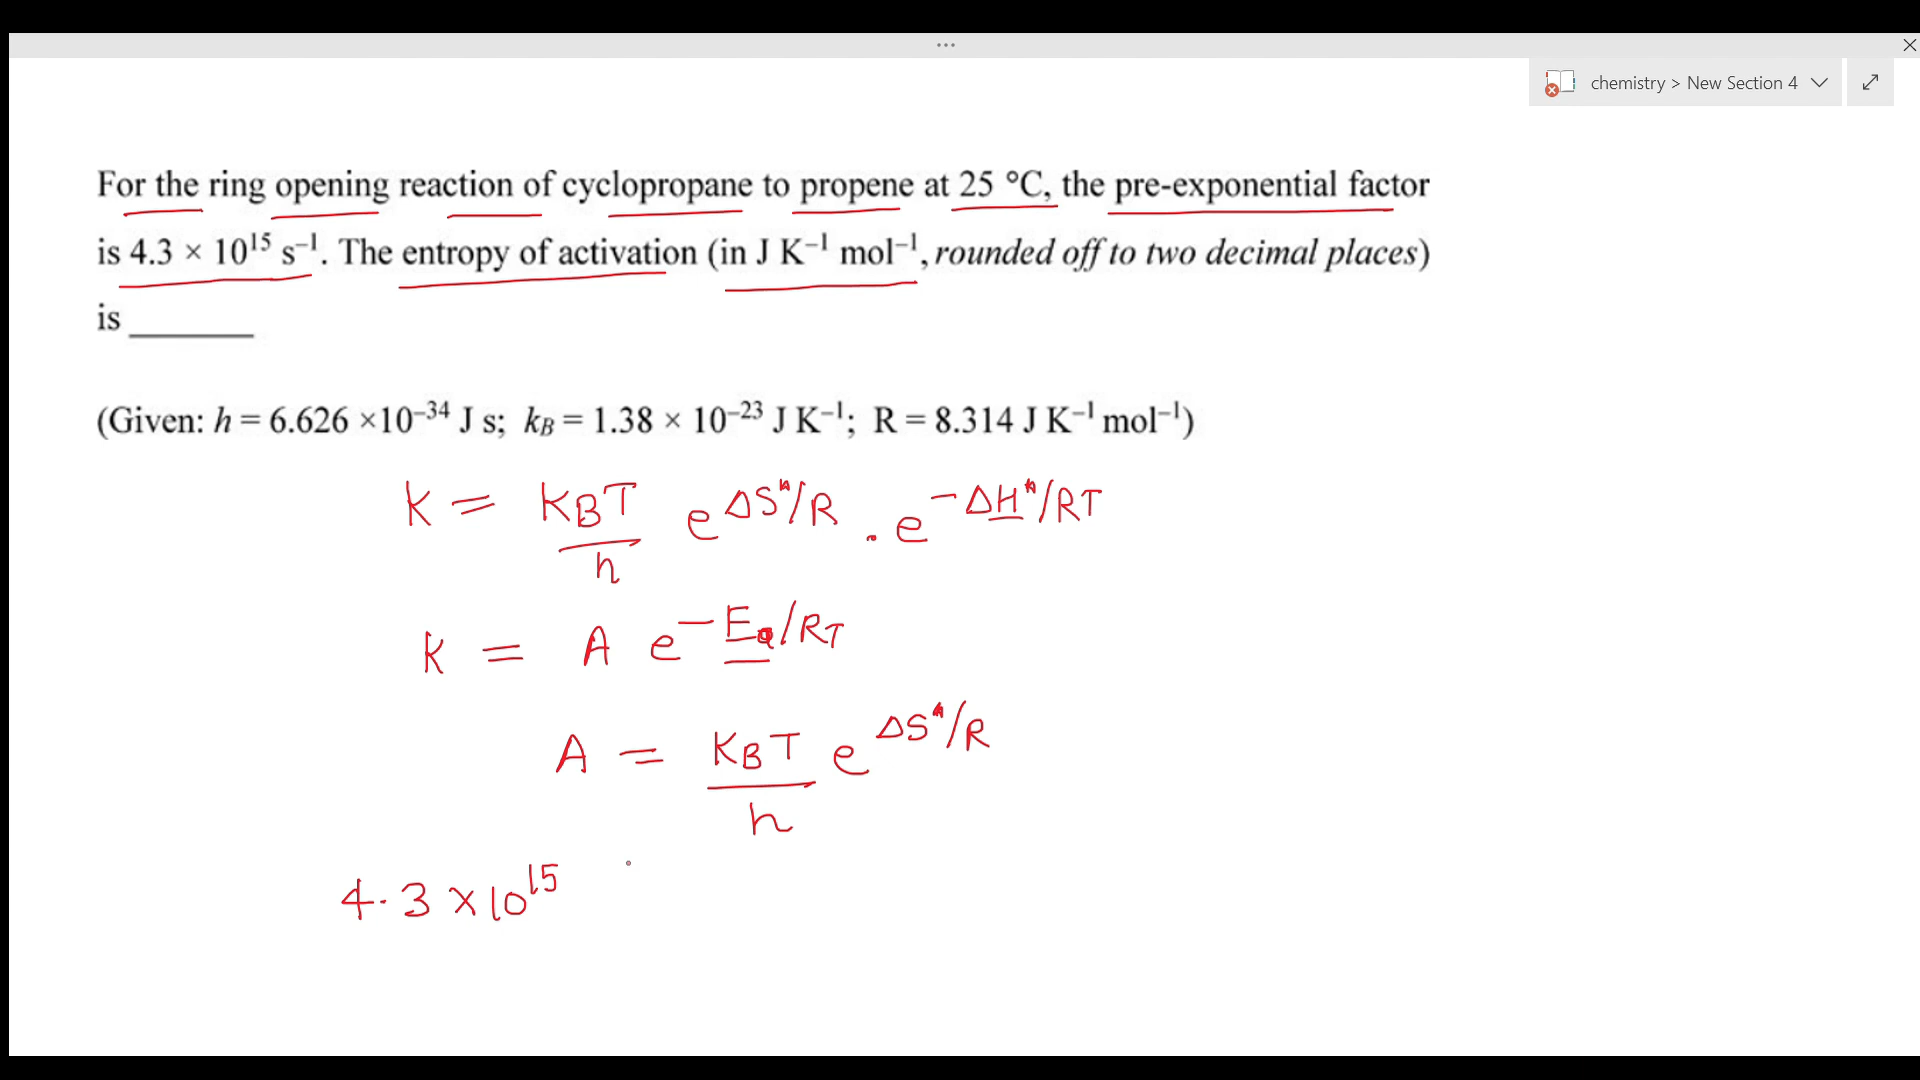 chemistry > New Section 4
For the ring opening reaction of cyclopropane to propene at 25 °C, the pre-exponential factor
is 4.3 × 10¹⁵ s⁻¹. The entropy of activation (in J K⁻¹ mol⁻¹, rounded off to two decimal places)
is ________
(Given: h = 6.626 ×10⁻³⁴ J s; k_B = 1.38 × 10⁻²³ J K⁻¹; R = 8.314 J K⁻¹ mol⁻¹)
K = K_B T / h e^(ΔS*/R) . e^(-ΔH*/RT)
K = A e^(-Ea/RT)
A = K_B T / h e^(ΔS*/R)
4.3 × 10¹⁵